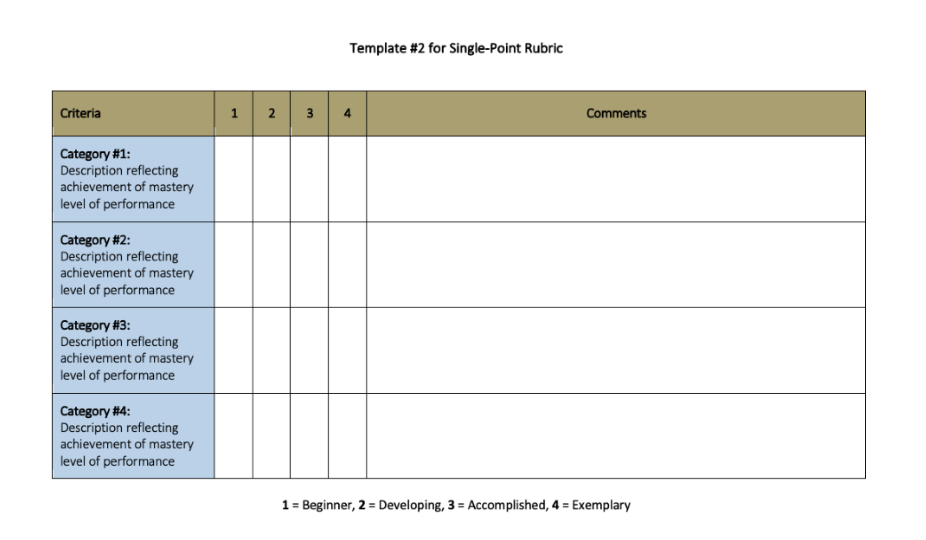 Template #2 for Single-Point Rubric
Criteria 1 2 3 4 Comments
Category #1:
Description reflecting
achievement of mastery
level of performance
Category #2:
Description reflecting
achievement of mastery
level of performance
Category #3:
Description reflecting
achievement of mastery
level of performance
Category #4:
Description reflecting
achievement of mastery
level of performance
1 = Beginner, 2 = Developing, 3 = Accomplished, 4 = Exemplary